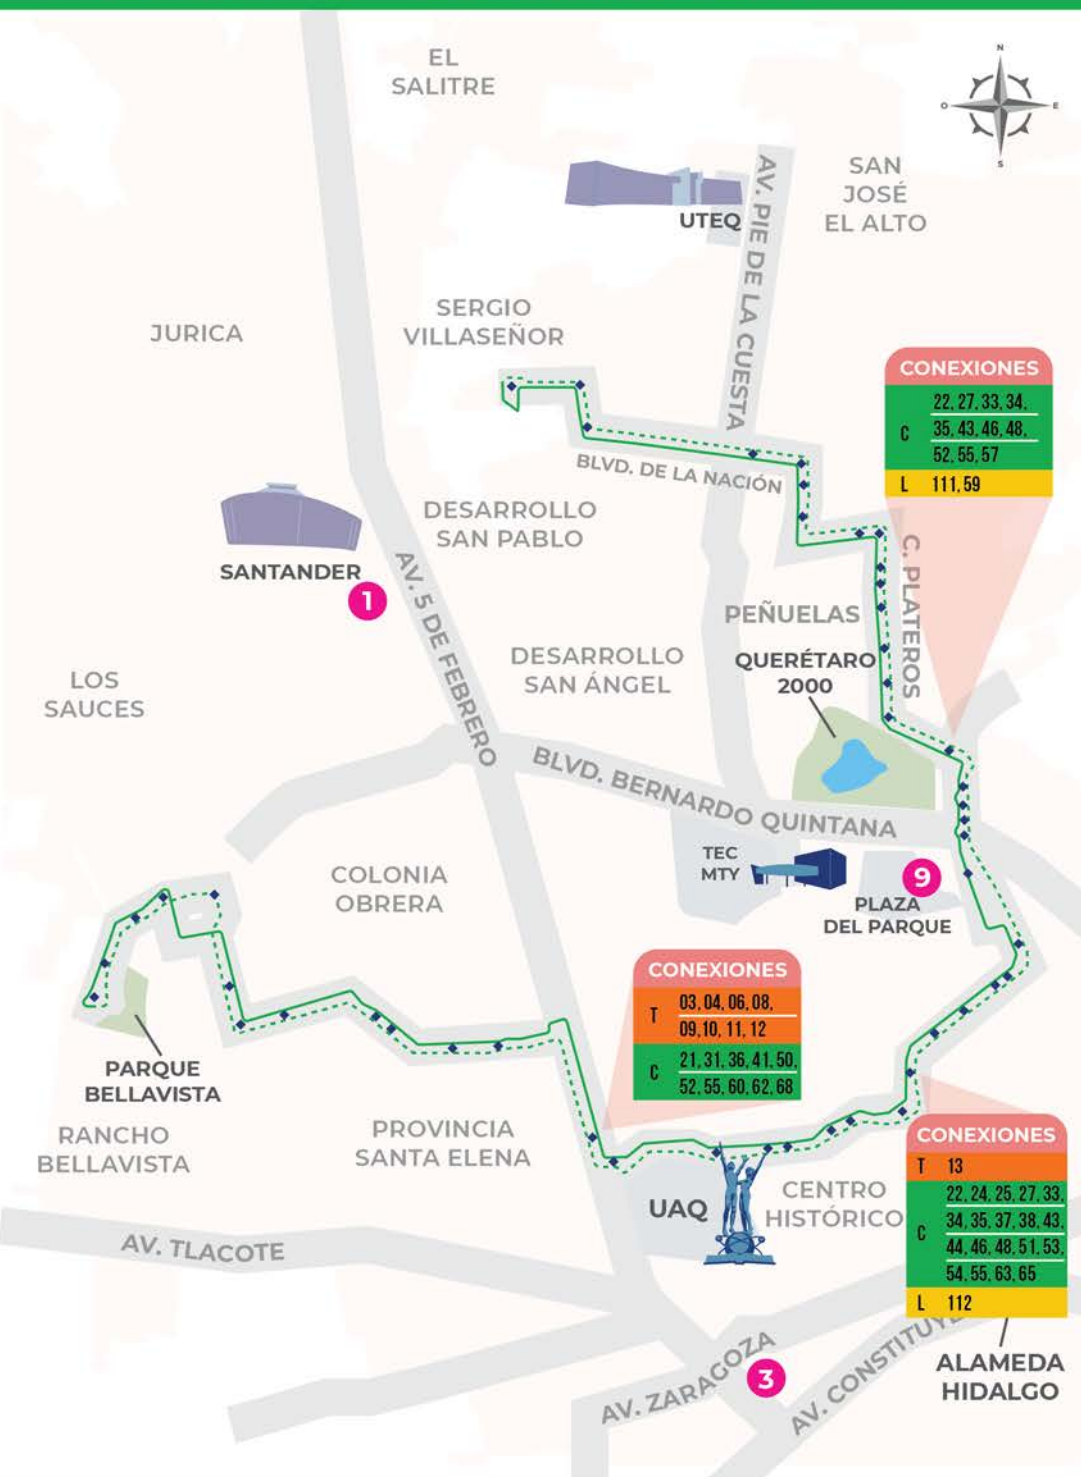 N
O
E
S
EL
SALITRE
SAN
JOSÉ
EL ALTO
UTEQ
AV. PIE DE LA CUESTA
SERGIO
VILLASEÑOR
JURICA
CONEXIONES
C
22, 27, 33, 34,
35, 43, 46, 48,
52, 55, 57
L 111, 59
BLVD. DE LA NACIÓN
DESARROLLO
SAN PABLO
SANTANDER
1
AV. 5 DE FEBRERO
C. PLATEROS
PEÑUELAS
DESARROLLO
SAN ÁNGEL
QUERÉTARO
2000
LOS
SAUCES
BLVD. BERNARDO QUINTANA
TEC
MTY
9
PLAZA
DEL PARQUE
COLONIA
OBRERA
CONEXIONES
T
03, 04, 06, 08,
09, 10, 11, 12
C
21, 31, 36, 41, 50,
52, 55, 60, 62, 68
PARQUE
BELLAVISTA
RANCHO
BELLAVISTA
PROVINCIA
SANTA ELENA
UAQ
CENTRO
HISTÓRICO
CONEXIONES
T 13
C
22, 24, 25, 27, 33,
34, 35, 37, 38, 43,
44, 46, 48, 51, 53,
54, 55, 63, 65
L 112
AV. TLACOTE
AV. ZARAGOZA
3
AV. CONSTITUY
ALAMEDA
HIDALGO